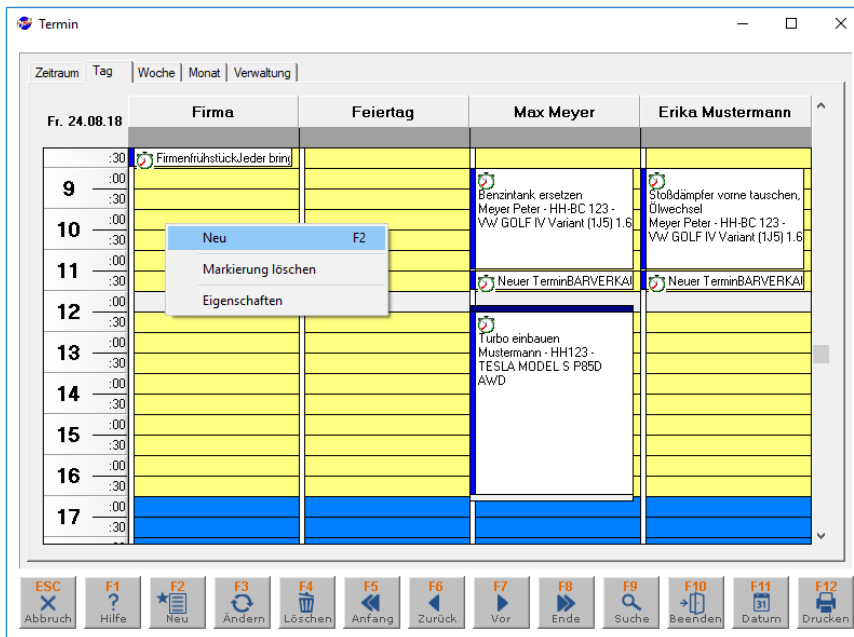 Termin
Zeitraum Tag Woche Monat Verwaltung
Fr. 24.08.18 Firma Feiertag Max Meyer Erika Mustermann
:30 FirmenfrühstückJeder bring
9 :00
:30
Benzintank ersetzen
Meyer Peter - HH-BC 123 -
VW GOLF IV Variant (1J5) 1.6
Stoßdämpfer vorne tauschen,
Ölwechsel
Meyer Peter - HH-BC 123 -
VW GOLF IV Variant (1J5) 1.6
10 :00
:30
Neu F2
Markierung löschen
Eigenschaften
11 :00
:30 Neuer TerminBARVERKAU Neuer TerminBARVERKAU
12 :00
:30
Turbo einbauen
Mustermann - HH123 -
TESLA MODEL S P85D
AWD
13 :00
:30
14 :00
:30
15 :00
:30
16 :00
:30
17 :00
:30
ESC F1 F2 F3 F4 F5 F6 F7 F8 F9 F10 F11 F12
?
31
Abbruch Hilfe Neu Ändern Löschen Anfang Zurück Vor Ende Suche Beenden Datum Drucken